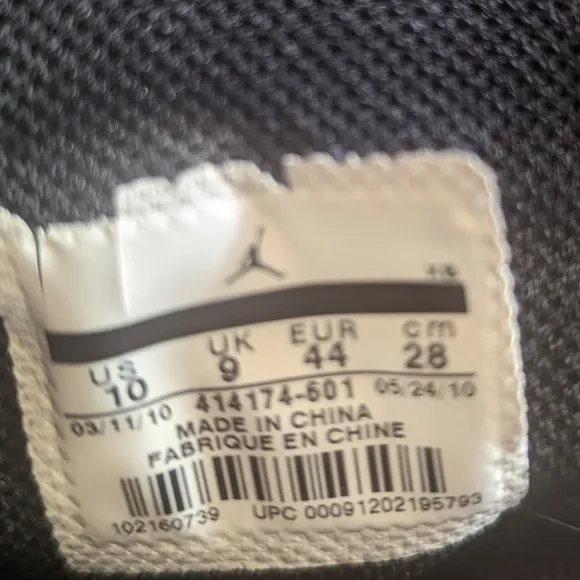 US UK EUR cm
10 9 44 28
03/11/10 414174-601 05/24/10
MADE IN CHINA
FABRIQUE EN CHINE
102160739 UPC 00091202195793